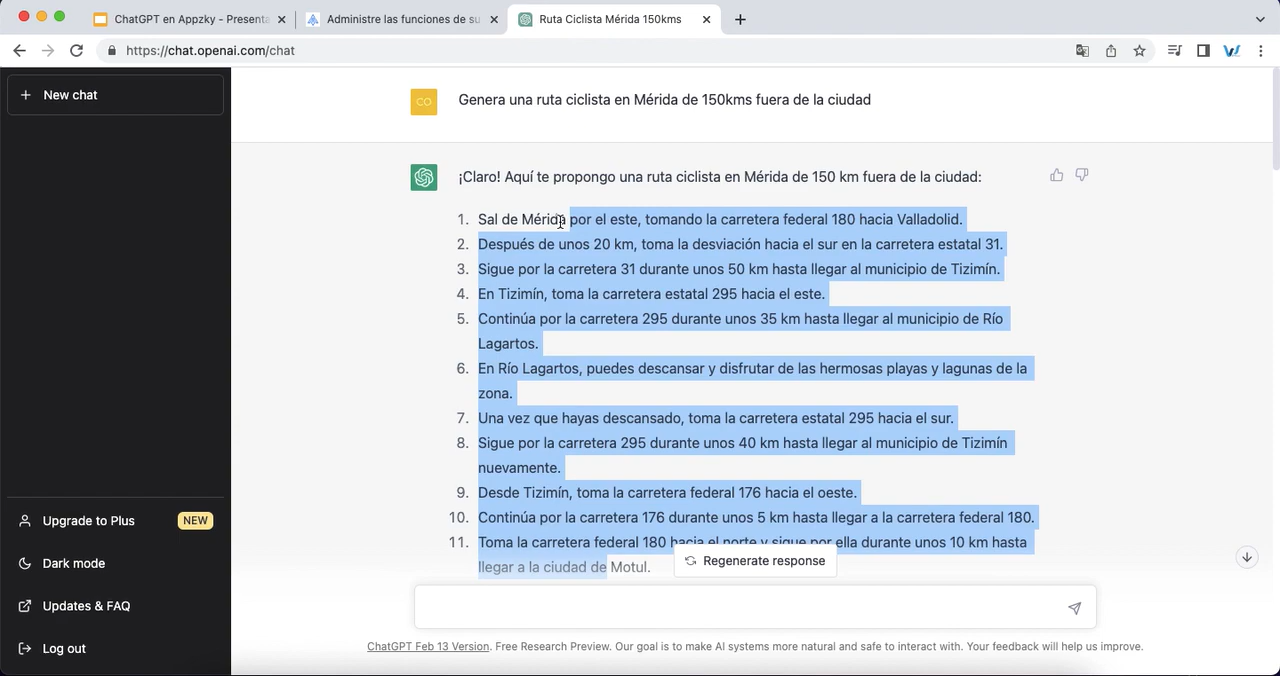 ChatGPT en Appzky - Presenta
Administre las funciones de su
Ruta Ciclista Mérida 150kms
https://chat.openai.com/chat
New chat
CO
Genera una ruta ciclista en Mérida de 150kms fuera de la ciudad
¡Claro! Aquí te propongo una ruta ciclista en Mérida de 150 km fuera de la ciudad:
1. Sal de Mérida por el este, tomando la carretera federal 180 hacia Valladolid.
2. Después de unos 20 km, toma la desviación hacia el sur en la carretera estatal 31.
3. Sigue por la carretera 31 durante unos 50 km hasta llegar al municipio de Tizimín.
4. En Tizimín, toma la carretera estatal 295 hacia el este.
5. Continúa por la carretera 295 durante unos 35 km hasta llegar al municipio de Río
Lagartos.
6. En Río Lagartos, puedes descansar y disfrutar de las hermosas playas y lagunas de la
zona.
7. Una vez que hayas descansado, toma la carretera estatal 295 hacia el sur.
8. Sigue por la carretera 295 durante unos 40 km hasta llegar al municipio de Tizimín
nuevamente.
9. Desde Tizimín, toma la carretera federal 176 hacia el oeste.
10. Continúa por la carretera 176 durante unos 5 km hasta llegar a la carretera federal 180.
11. Toma la carretera federal 180 hacia el norte y sigue por ella durante unos 10 km hasta
llegar a la ciudad de Motul.
Regenerate response
Upgrade to Plus
NEW
Dark mode
Updates & FAQ
Log out
ChatGPT Feb 13 Version. Free Research Preview. Our goal is to make AI systems more natural and safe to interact with. Your feedback will help us improve.